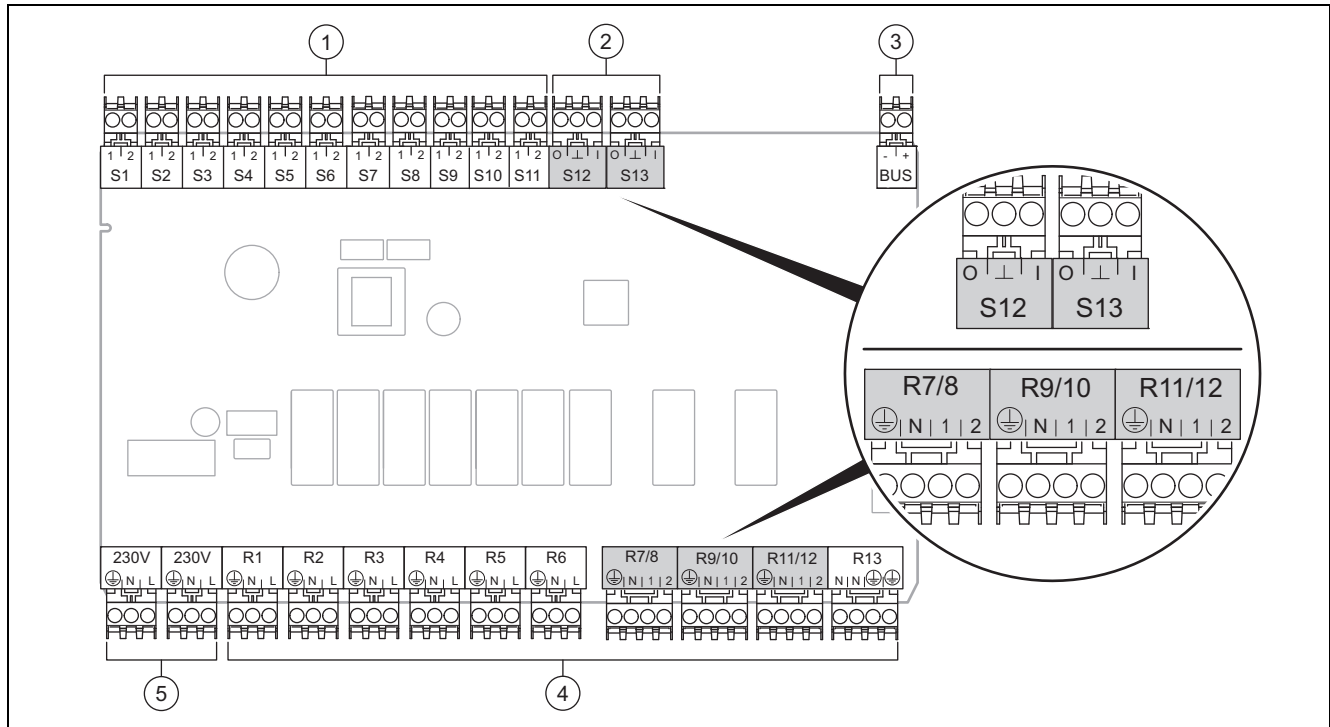 1 2 3
1 2 1 2 1 2 1 2 1 2 1 2 1 2 1 2 1 2 1 2 1 2 O ⊥ I O ⊥ I - +
S1 S2 S3 S4 S5 S6 S7 S8 S9 S10 S11 S12 S13 BUS
O ⊥ I O ⊥ I
S12 S13
R7/8 R9/10 R11/12
⏚ N 1 2 ⏚ N 1 2 ⏚ N 1 2
230V 230V R1 R2 R3 R4 R5 R6 R7/8 R9/10 R11/12 R13
⏚ N L ⏚ N L ⏚ N L ⏚ N L ⏚ N L ⏚ N L ⏚ N L ⏚ N L ⏚ N 1 2 ⏚ N 1 2 ⏚ N 1 2 N N ⏚ ⏚
5 4